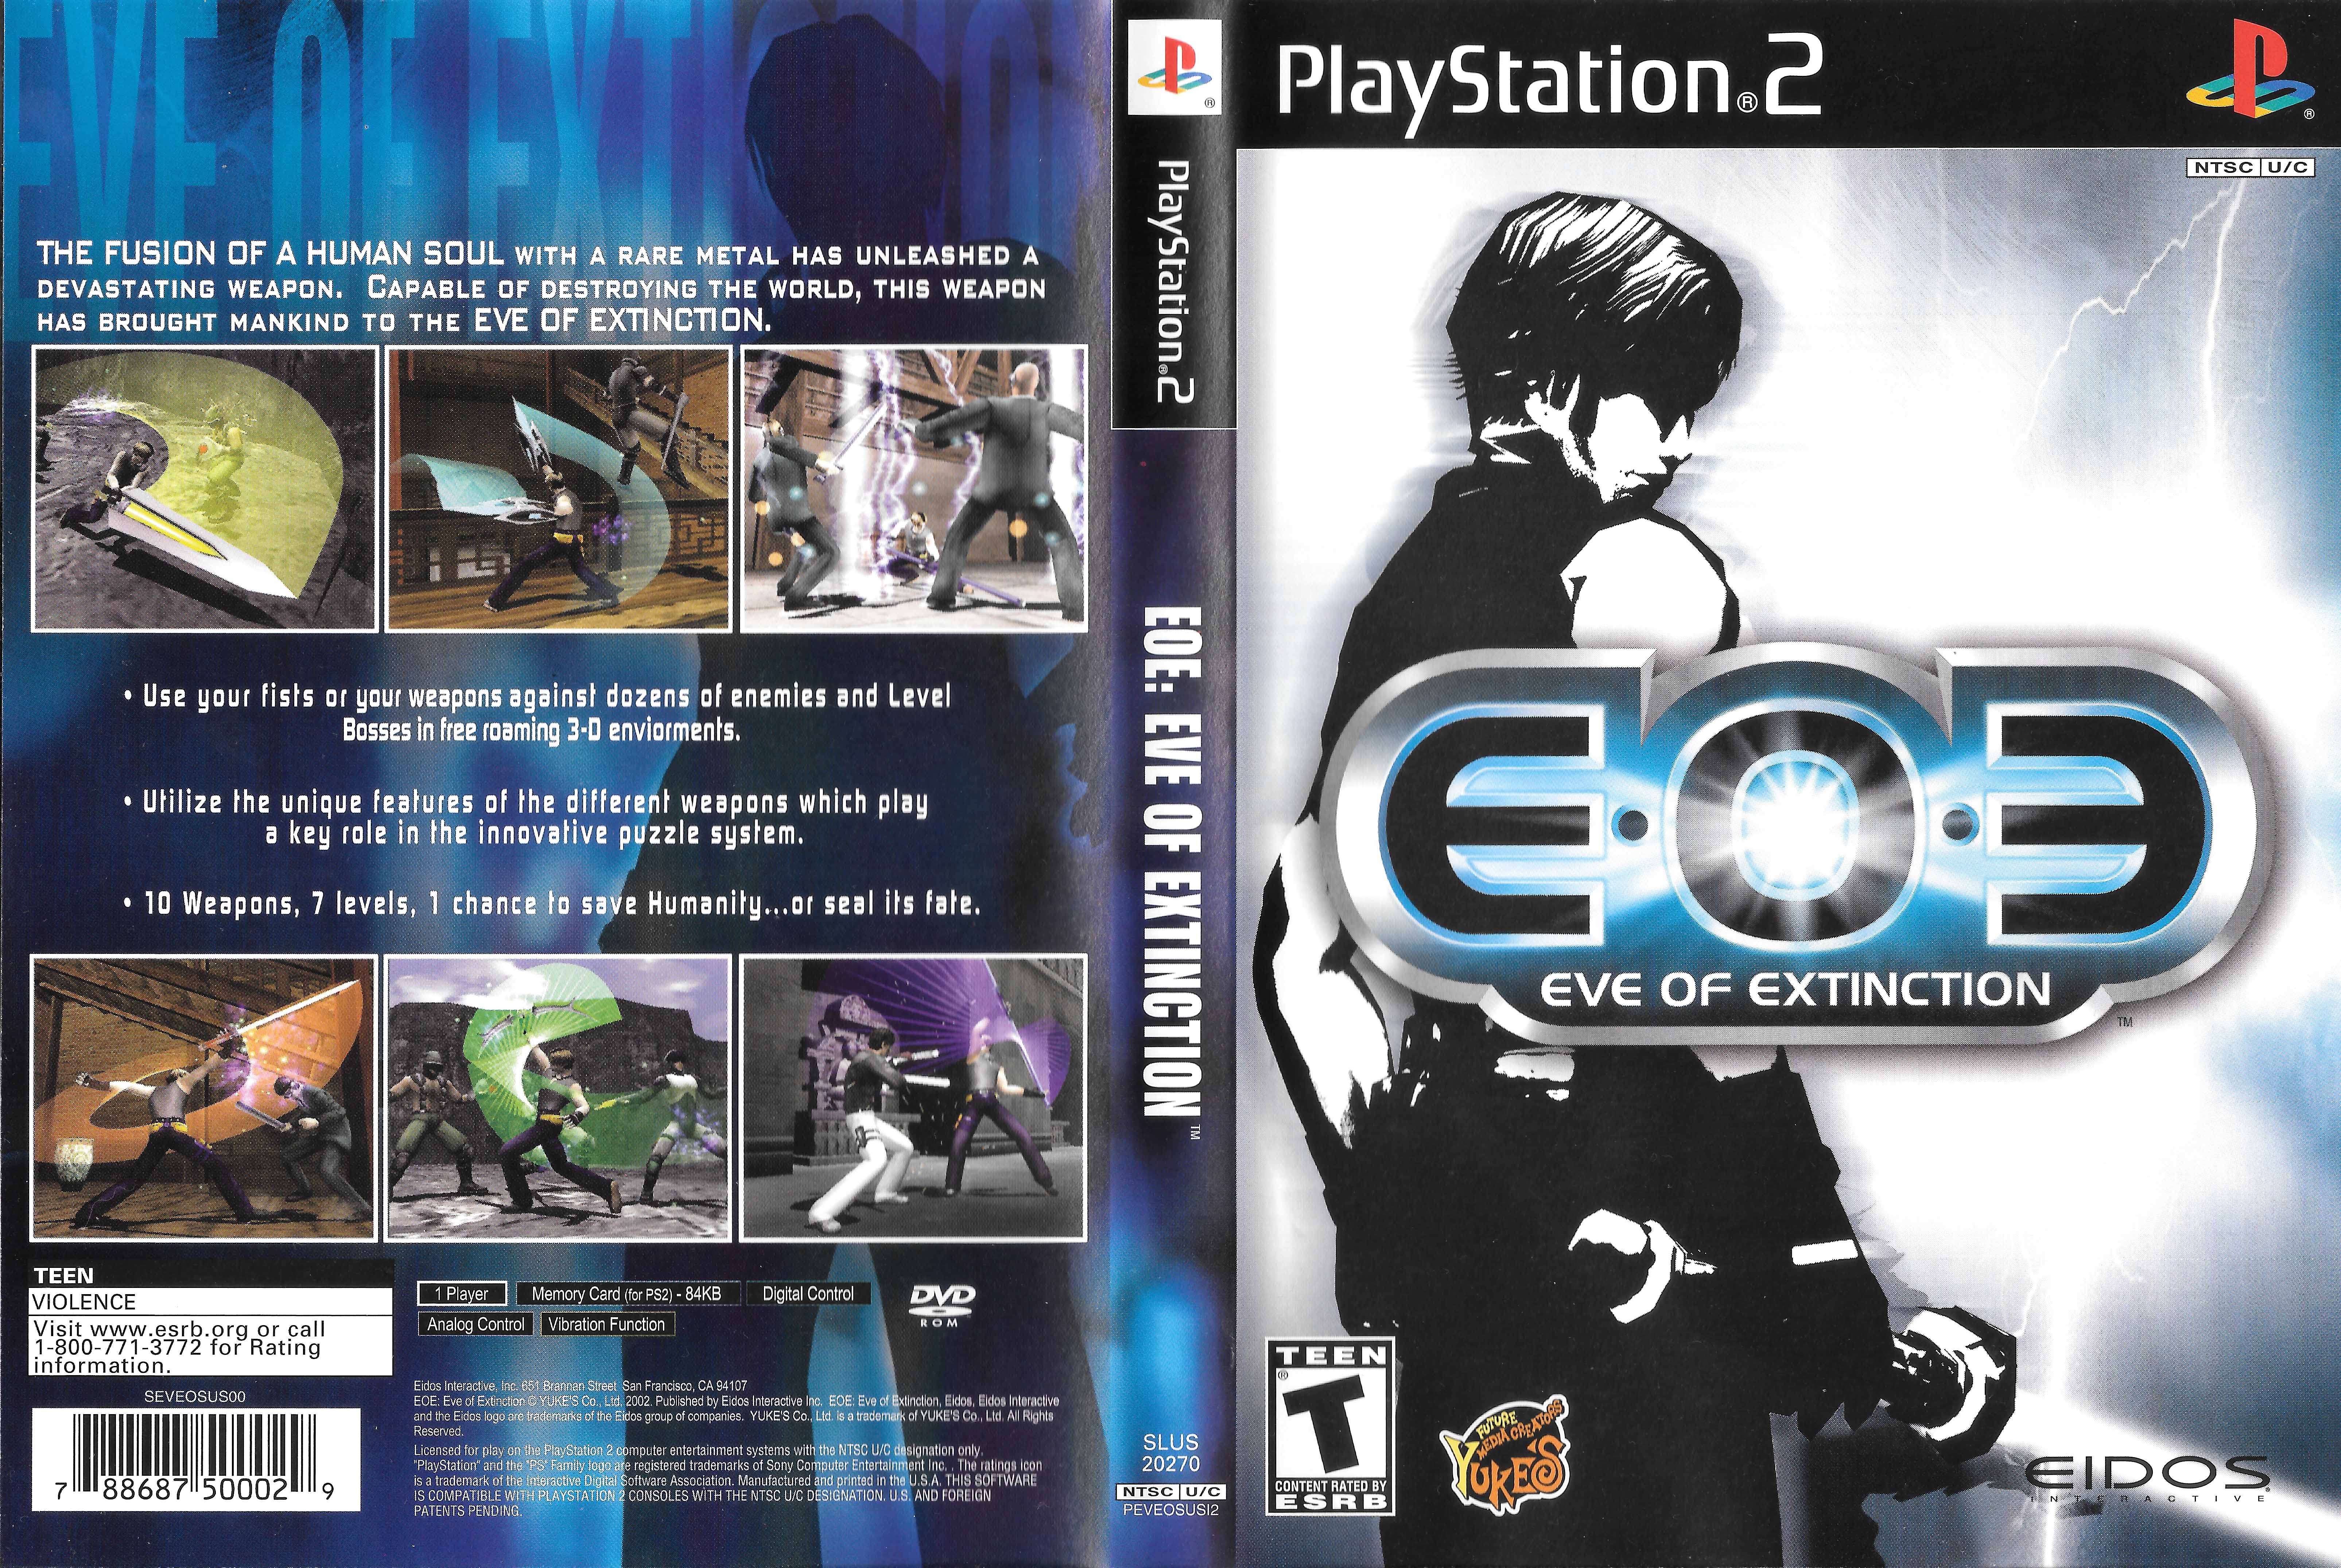 EVE OF EXTINCTION
THE FUSION OF A HUMAN SOUL WITH A RARE METAL HAS UNLEASHED A
DEVASTATING WEAPON. CAPABLE OF DESTROYING THE WORLD, THIS WEAPON
HAS BROUGHT MANKIND TO THE EVE OF EXTINCTION.
• Use your fists or your weapons against dozens of enemies and Level
Bosses in free roaming 3-D enviorments.
• Utilize the unique features of the different weapons which play
a key role in the innovative puzzle system.
• 10 Weapons, 7 levels, 1 chance to save Humanity...or seal its fate.
TEEN
VIOLENCE
Visit www.esrb.org or call
1-800-771-3772 for Rating
information.
SEVEOSUS00
7 88687 50002 9
1 Player
Memory Card (for PS2) - 84KB
Digital Control
Analog Control
Vibration Function
DVD
ROM
Eidos Interactive, Inc. 651 Brannan Street San Francisco, CA 94107
EOE: Eve of Extinction © YUKE'S Co., Ltd. 2002. Published by Eidos Interactive Inc. EOE: Eve of Extinction, Eidos, Eidos Interactive
and the Eidos logo are trademarks of the Eidos group of companies. YUKE'S Co., Ltd. is a trademark of YUKE'S Co., Ltd. All Rights
Reserved.
Licensed for play on the PlayStation 2 computer entertainment systems with the NTSC U/C designation only.
"PlayStation" and the "PS" Family logo are registered trademarks of Sony Computer Entertainment Inc. . The ratings icon
is a trademark of the Interactive Digital Software Association. Manufactured and printed in the U.S.A. THIS SOFTWARE
IS COMPATIBLE WITH PLAYSTATION 2 CONSOLES WITH THE NTSC U/C DESIGNATION. U.S. AND FOREIGN
PATENTS PENDING.
®
PlayStation®2
EOE: EVE OF EXTINCTION™
SLUS
20270
NTSC U/C
PEVEOSUSI2
PlayStation®2
®
NTSC U/C
E·O·E
EVE OF EXTINCTION
™
TEEN
®
T
CONTENT RATED BY
ESRB
FUTURE
MEDIA CREATORS
YUKE'S
EIDOS
INTERACTIVE